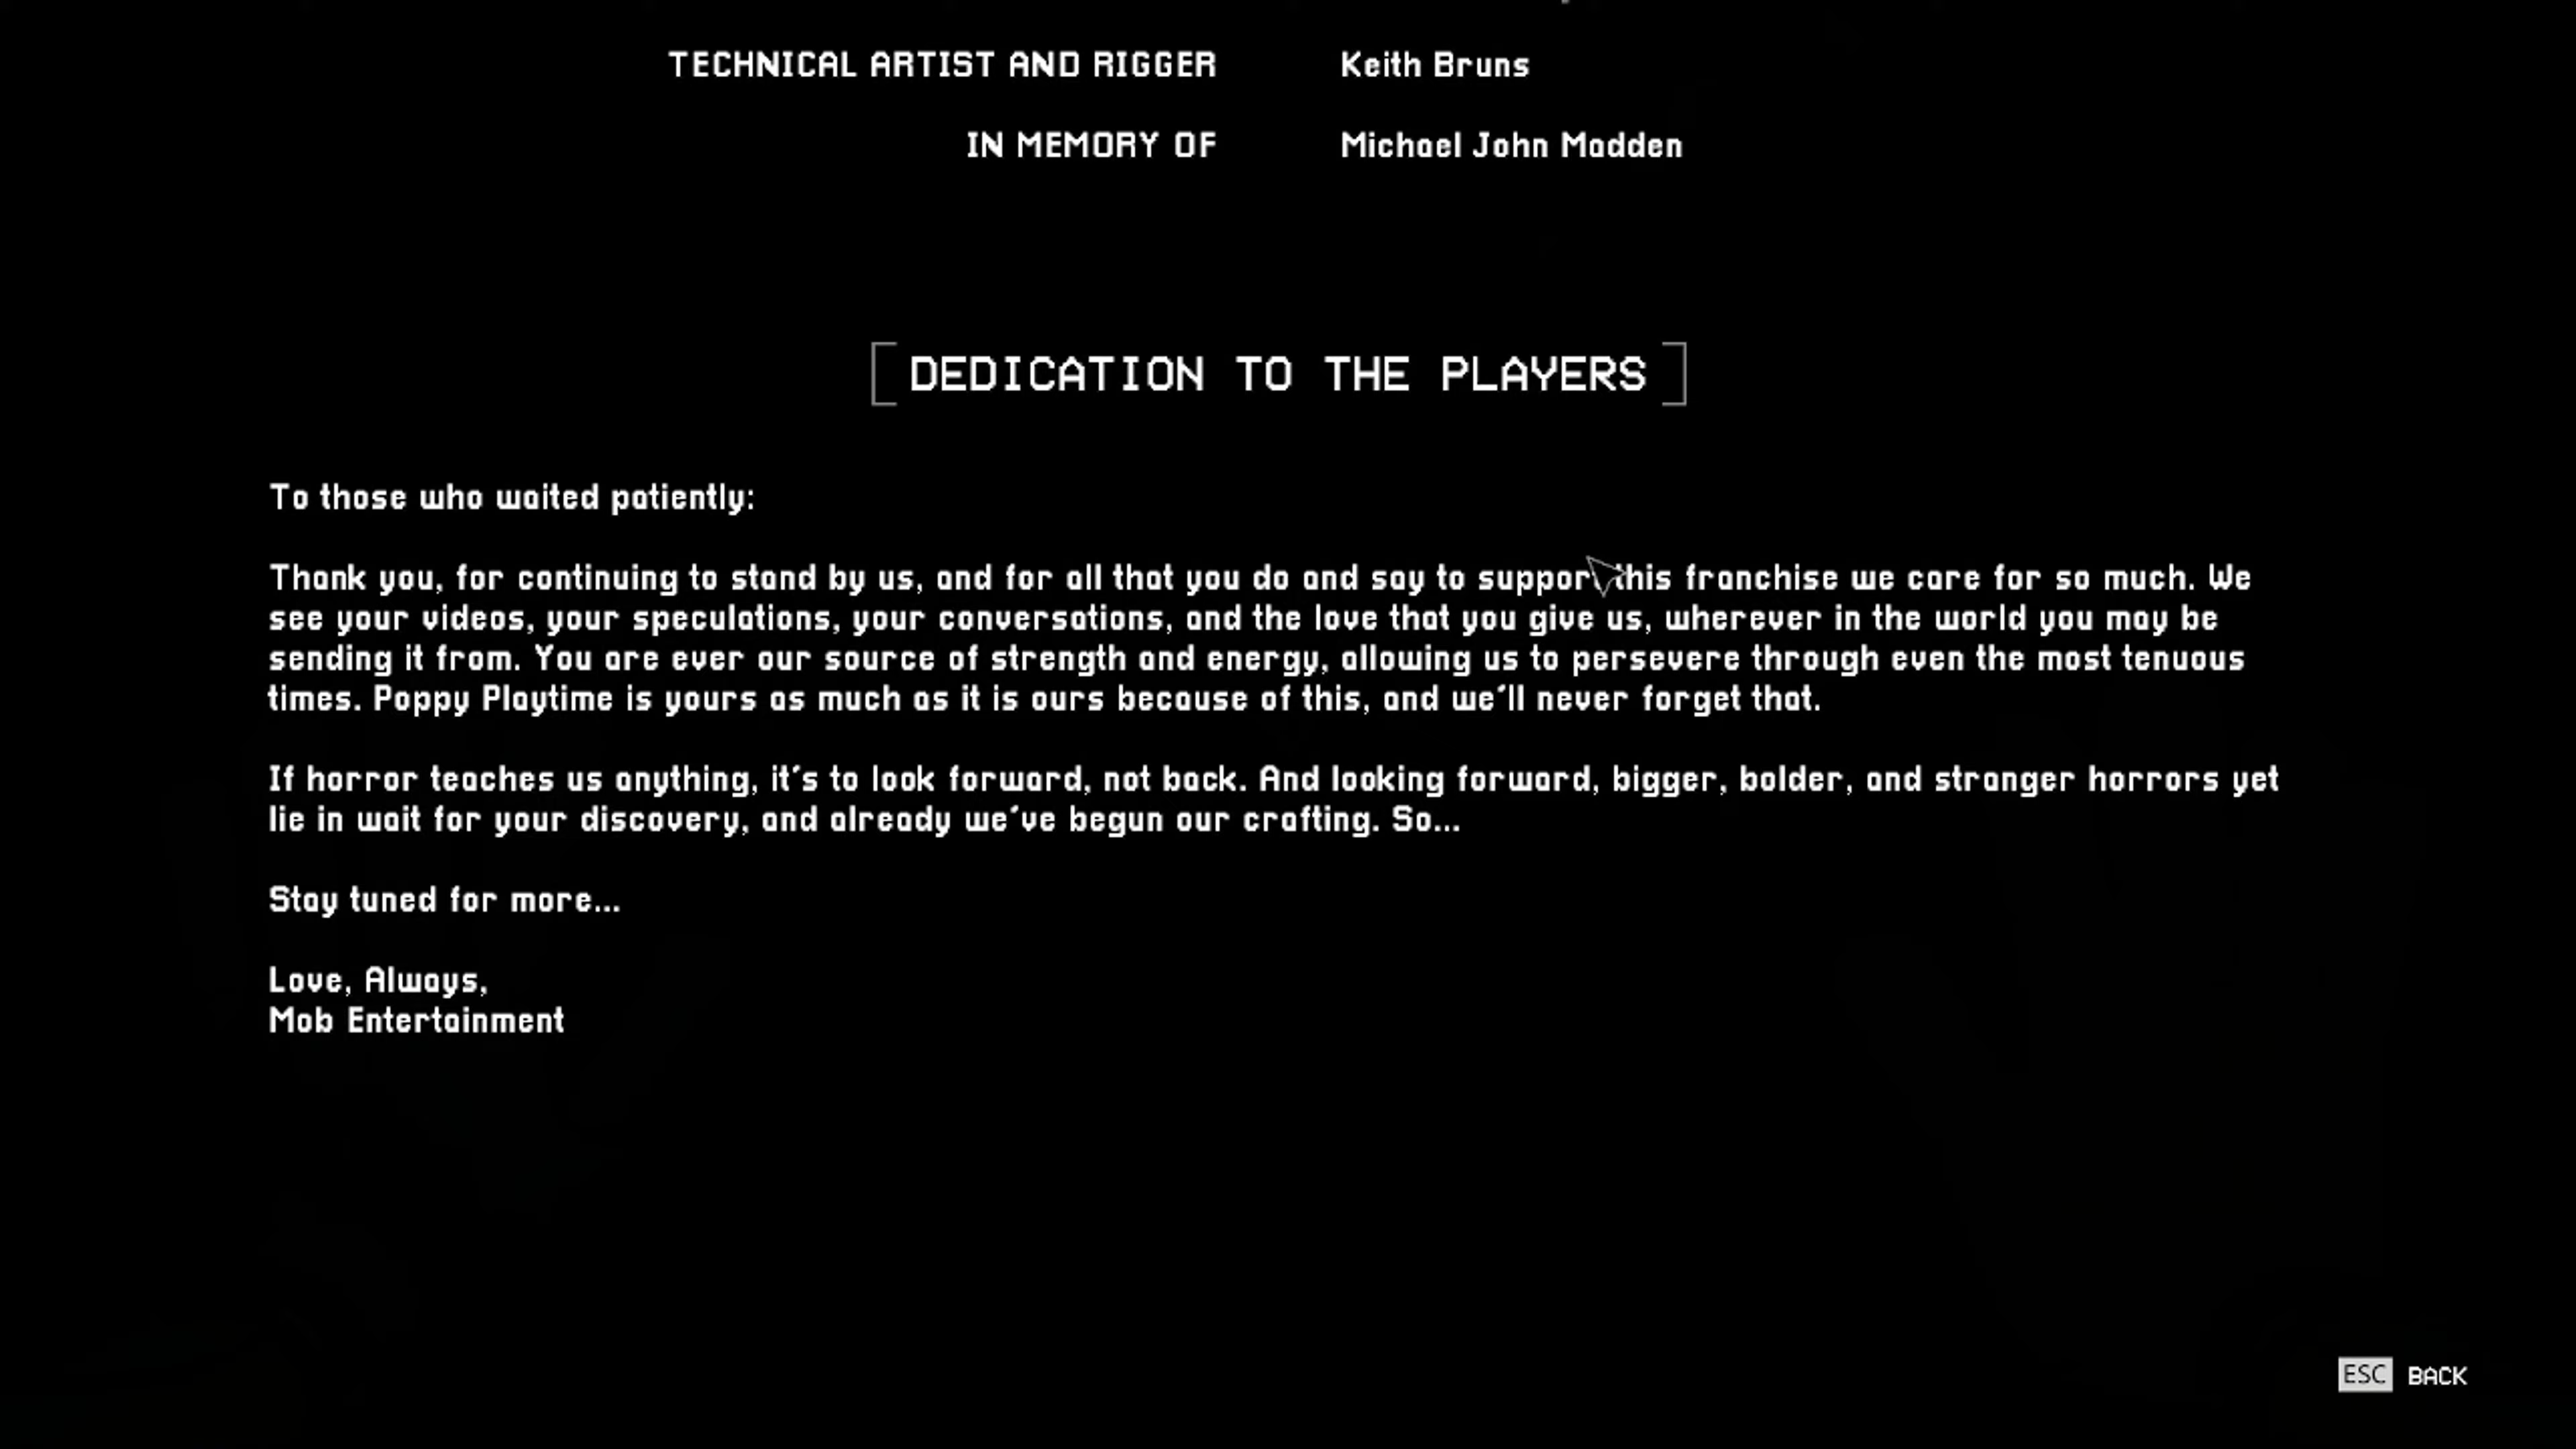 TECHNICAL ARTIST AND RIGGER Keith Bruns
IN MEMORY OF Michael John Madden
[DEDICATION TO THE PLAYERS]
To those who waited patiently:
Thank you, for continuing to stand by us, and for all that you do and say to support this franchise we care for so much. We
see your videos, your speculations, your conversations, and the love that you give us, wherever in the world you may be
sending it from. You are ever our source of strength and energy, allowing us to persevere through even the most tenuous
times. Poppy Playtime is yours as much as it is ours because of this, and we'll never forget that.
If horror teaches us anything, it's to look forward, not back. And looking forward, bigger, bolder, and stranger horrors yet
lie in wait for your discovery, and already we've begun our crafting. So...
Stay tuned for more...
Love, Always,
Mob Entertainment
ESC BACK